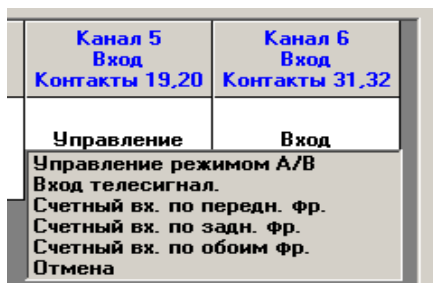 Канал 5 Канал 6
Вход Вход
Контакты 19,20 Контакты 31,32
Управление Вход
Управление режимом А/В
Вход телесигнал.
Счетный вх. по передн. фр.
Счетный вх. по задн. фр.
Счетный вх. по обоим фр.
Отмена